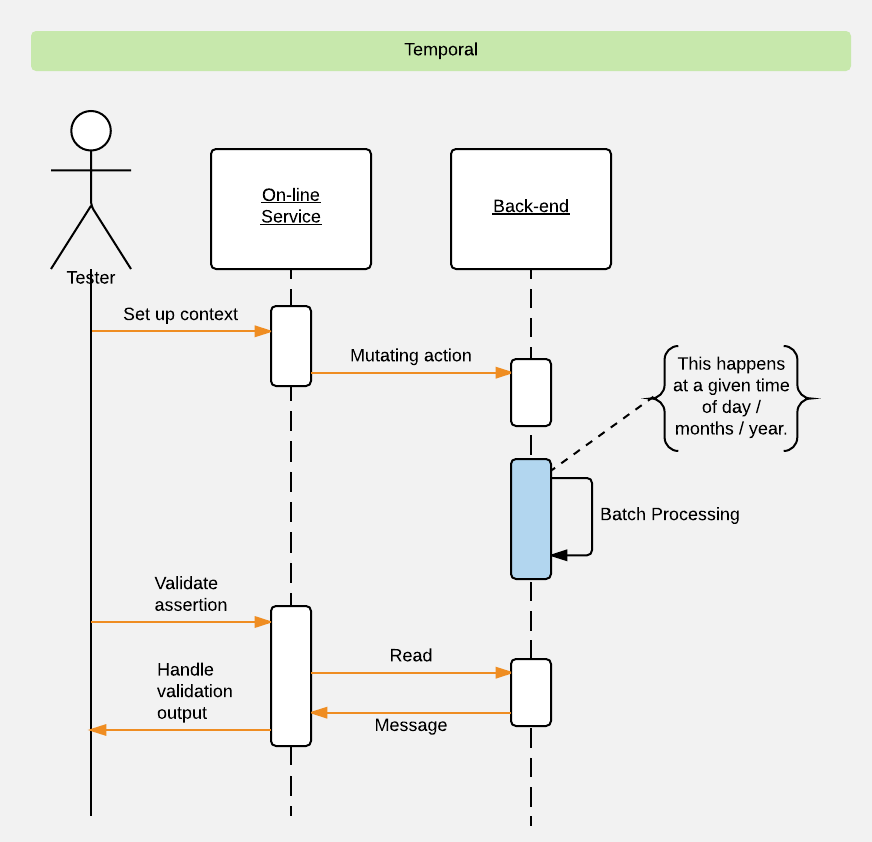 Temporal
On-line
Service
Back-end
Tester
Set up context
Mutating action
This happens
at a given time
of day /
months / year.
Batch Processing
Validate
assertion
Read
Handle
validation
output
Message